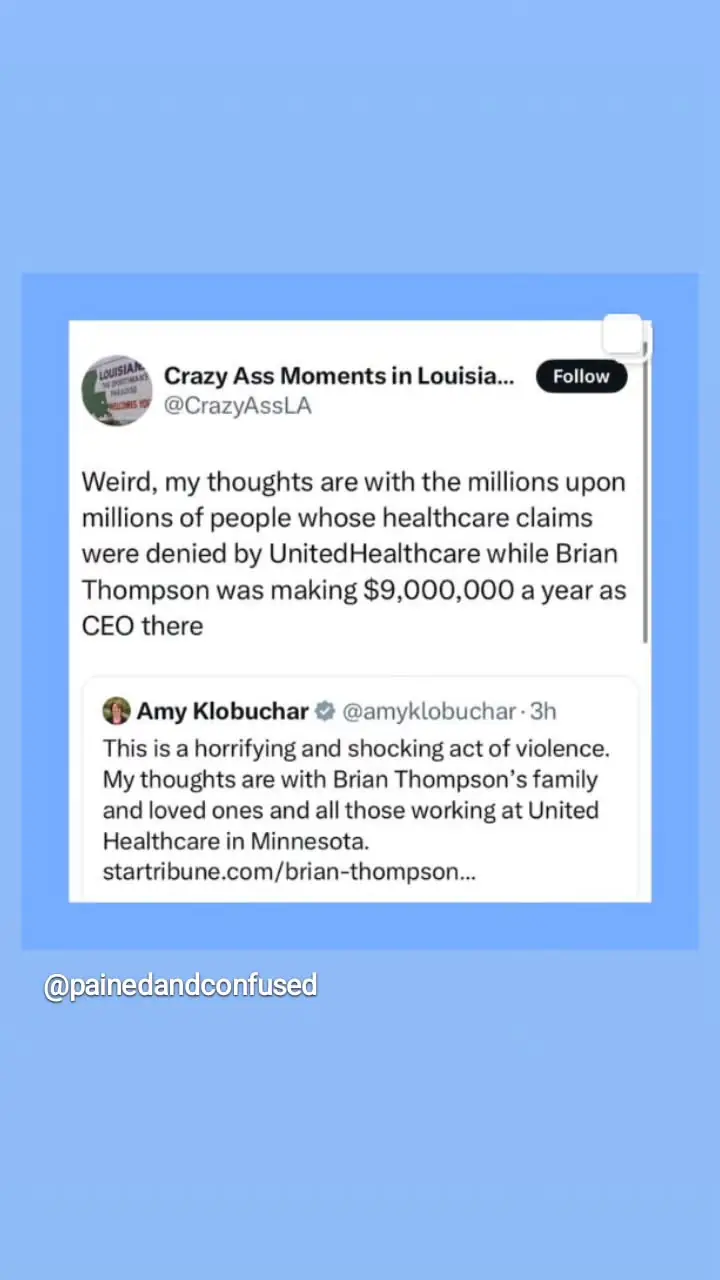 LOUISIANA
Crazy Ass Moments in Louisia...
Follow
@CrazyAssLA
Weird, my thoughts are with the millions upon
millions of people whose healthcare claims
were denied by UnitedHealthcare while Brian
Thompson was making $9,000,000 a year as
CEO there
Amy Klobuchar @amyklobuchar · 3h
This is a horrifying and shocking act of violence.
My thoughts are with Brian Thompson’s family
and loved ones and all those working at United
Healthcare in Minnesota.
startribune.com/brian-thompson...
@painedandconfused